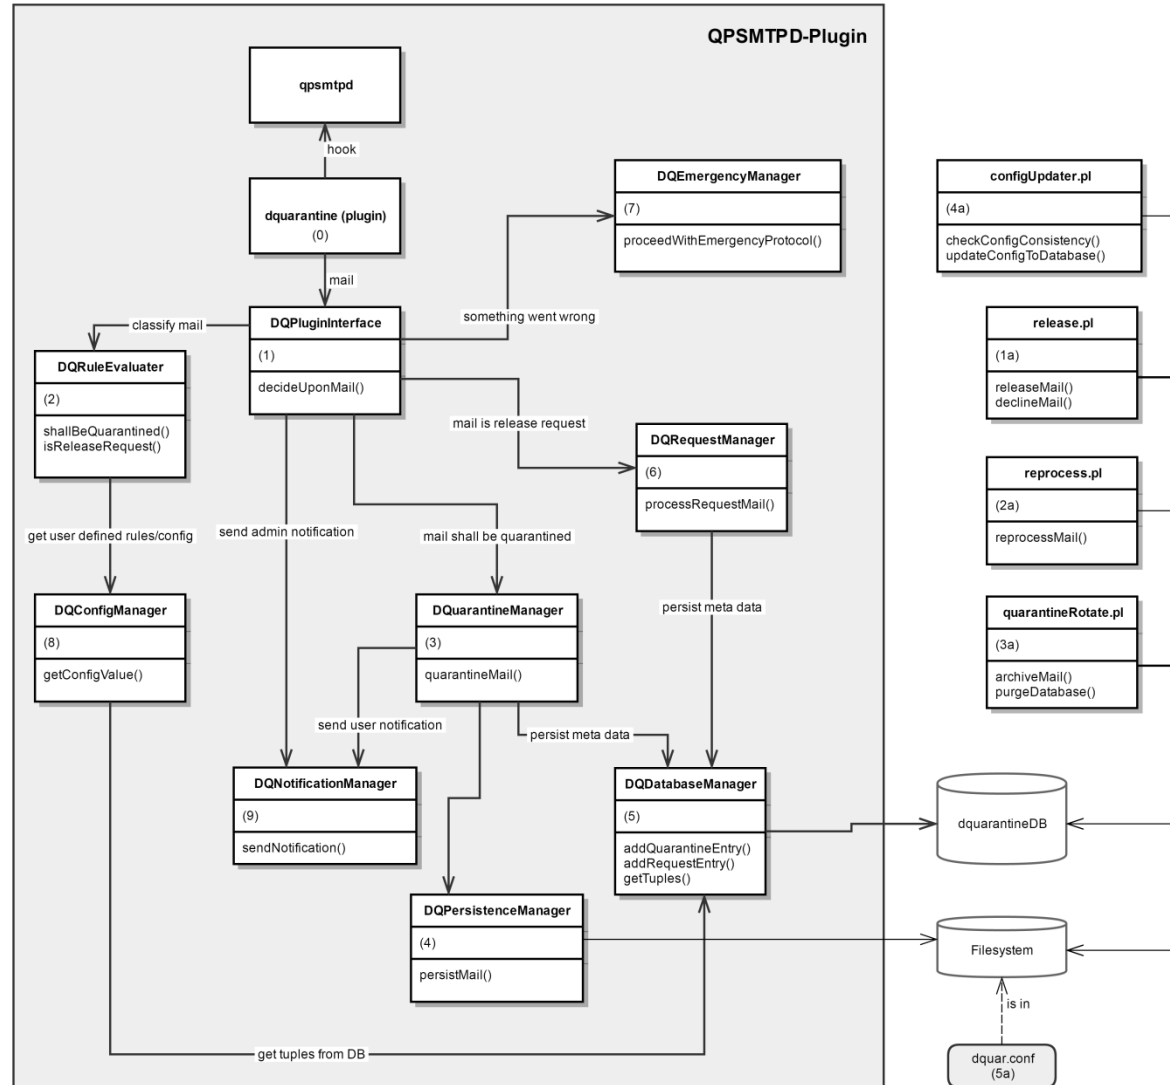 QPSMTPD-Plugin
qpsmtpd
hook
dquarantine (plugin)
(0)
mail
DQEmergencyManager
(7)
proceedWithEmergencyProtocol()
configUpdater.pl
(4a)
checkConfigConsistency()
updateConfigToDatabase()
something went wrong
classify mail
DQPluginInterface
(1)
decideUponMail()
release.pl
(1a)
releaseMail()
declineMail()
DQRuleEvaluater
(2)
shallBeQuarantined()
isReleaseRequest()
mail is release request
DQRequestManager
(6)
processRequestMail()
reprocess.pl
(2a)
reprocessMail()
get user defined rules/config
send admin notification
mail shall be quarantined
DQConfigManager
(8)
getConfigValue()
DQuarantineManager
(3)
quarantineMail()
persist meta data
quarantineRotate.pl
(3a)
archiveMail()
purgeDatabase()
send user notification
persist meta data
DQNotificationManager
(9)
sendNotification()
DQDatabaseManager
(5)
addQuarantineEntry()
addRequestEntry()
getTuples()
dquarantineDB
DQPersistenceManager
(4)
persistMail()
Filesystem
is in
get tuples from DB
dquar.conf
(5a)